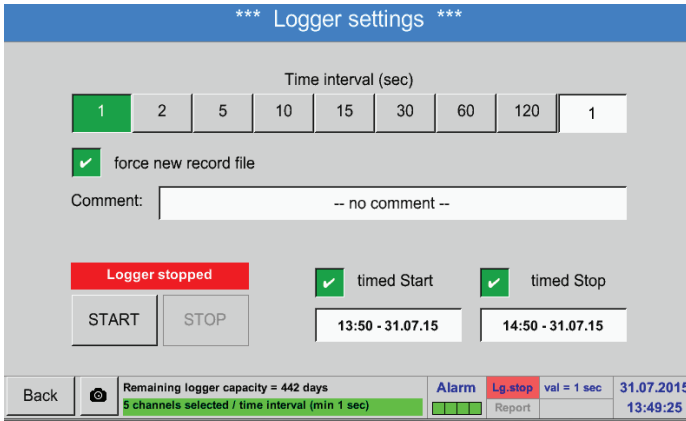 *** Logger settings ***
Time interval (sec)
1 2 5 10 15 30 60 120 1
force new record file
Comment: -- no comment --
Logger stopped
timed Start timed Stop
START STOP
13:50 - 31.07.15 14:50 - 31.07.15
Back
Remaining logger capacity = 442 days
5 channels selected / time interval (min 1 sec)
Alarm
Lg.stop val = 1 sec
Report
31.07.2015
13:49:25